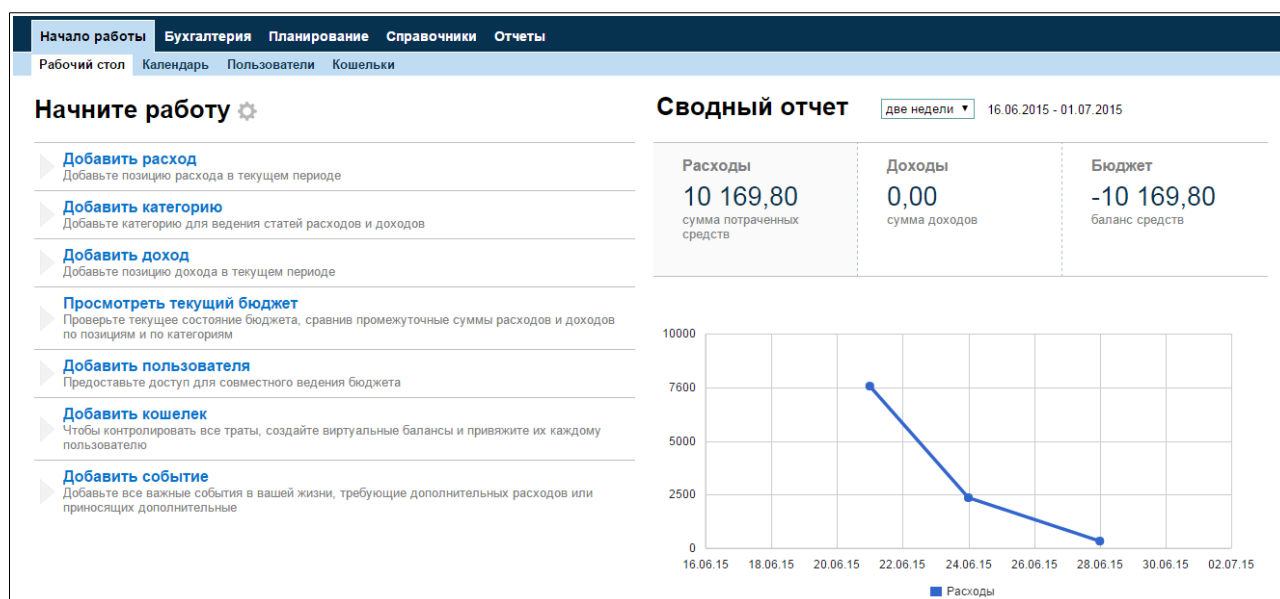 Начало работы Бухгалтерия Планирование Справочники Отчеты
Рабочий стол Календарь Пользователи Кошельки
Начните работу
Добавить расход
Добавьте позицию расхода в текущем периоде
Добавить категорию
Добавьте категорию для ведения статей расходов и доходов
Добавить доход
Добавьте позицию дохода в текущем периоде
Просмотреть текущий бюджет
Проверьте текущее состояние бюджета, сравнив промежуточные суммы расходов и доходов
по позициям и по категориям
Добавить пользователя
Предоставьте доступ для совместного ведения бюджета
Добавить кошелек
Чтобы контролировать все траты, создайте виртуальные балансы и привяжите их каждому
пользователю
Добавить событие
Добавьте все важные события в вашей жизни, требующие дополнительных расходов или
приносящих дополнительные
Сводный отчет две недели 16.06.2015 - 01.07.2015
Расходы
10 169,80
сумма потраченных
средств
Доходы
0,00
сумма доходов
Бюджет
-10 169,80
баланс средств
10000
7600
5000
2500
0
16.06.15 18.06.15 20.06.15 22.06.15 24.06.15 26.06.15 28.06.15 30.06.15 02.07.15
Расходы